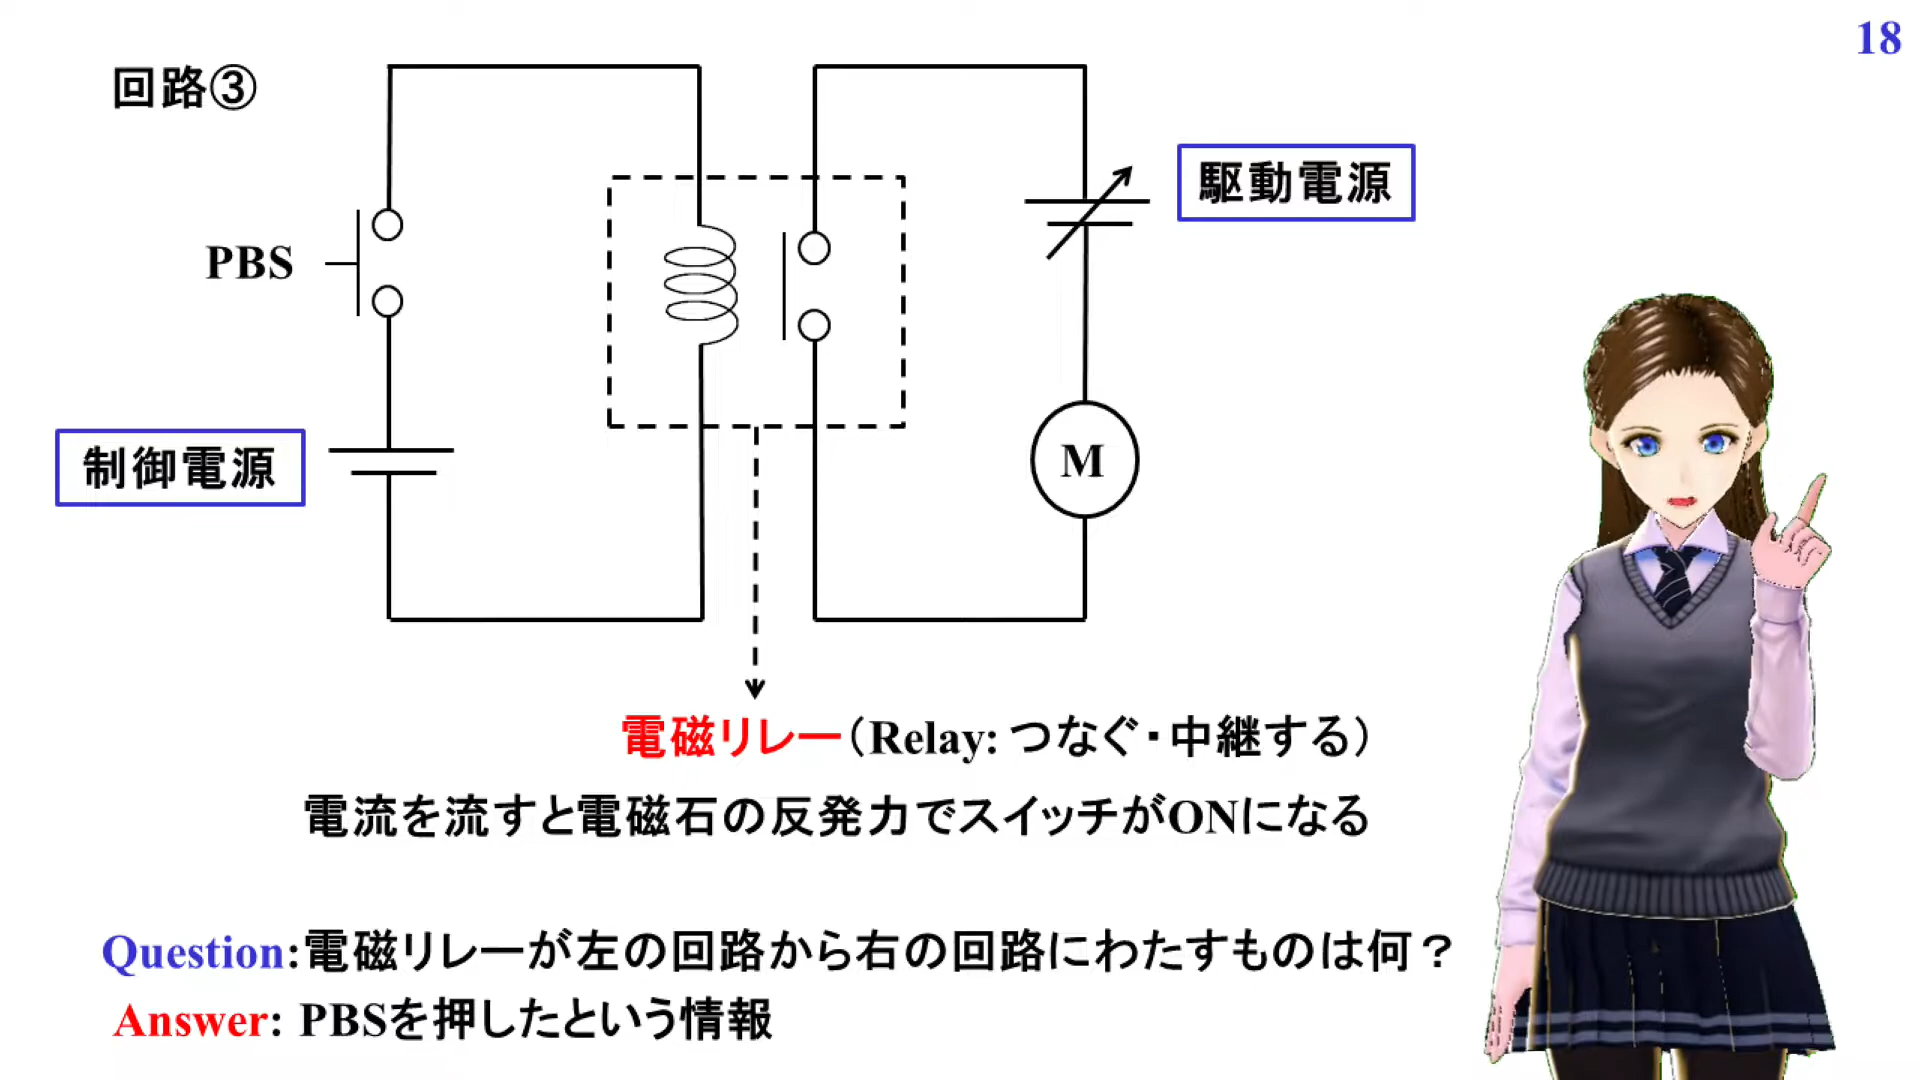 18
回路③
駆動電源
PBS
制御電源
M
電磁リレー（Relay: つなぐ・中継する）
電流を流すと電磁石の反発力でスイッチがONになる
Question:電磁リレーが左の回路から右の回路にわたすものは何？
Answer: PBSを押したという情報